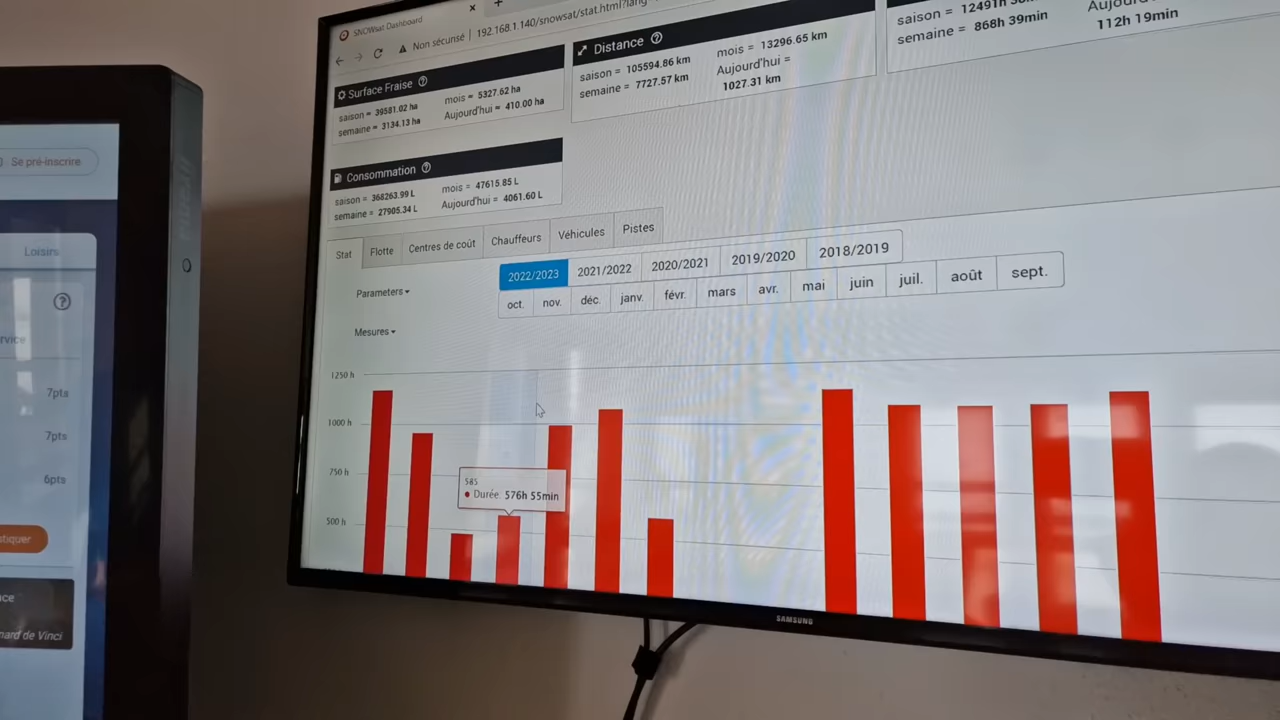 SNOWsat Dashboard
Non sécurisé | 192.168.1.140/snowsat/stat.html?lang
Surface Fraise
saison = 39581.02 ha
mois = 5327.62 ha
semaine = 3134.13 ha
Aujourd'hui = 410.00 ha
Distance
saison = 105594.86 km
mois = 13296.65 km
semaine = 7727.57 km
Aujourd'hui =
1027.31 km
saison = 12491h
semaine = 868h 39min
112h 19min
Consommation
saison = 368263.99 L
mois = 47615.85 L
semaine = 27905.34 L
Aujourd'hui = 4061.60 L
Stat
Flotte
Centres de coût
Chauffeurs
Véhicules
Pistes
2022/2023
2021/2022
2020/2021
2019/2020
2018/2019
Parameters
oct.
nov.
déc.
janv.
févr.
mars
avr.
mai
juin
juil.
août
sept.
Mesures
1250 h
1000 h
750 h
500 h
585
Durée: 576h 55min
SAMSUNG
Se pré-inscrire
Loisirs
7pts
7pts
6pts
nard de Vinci